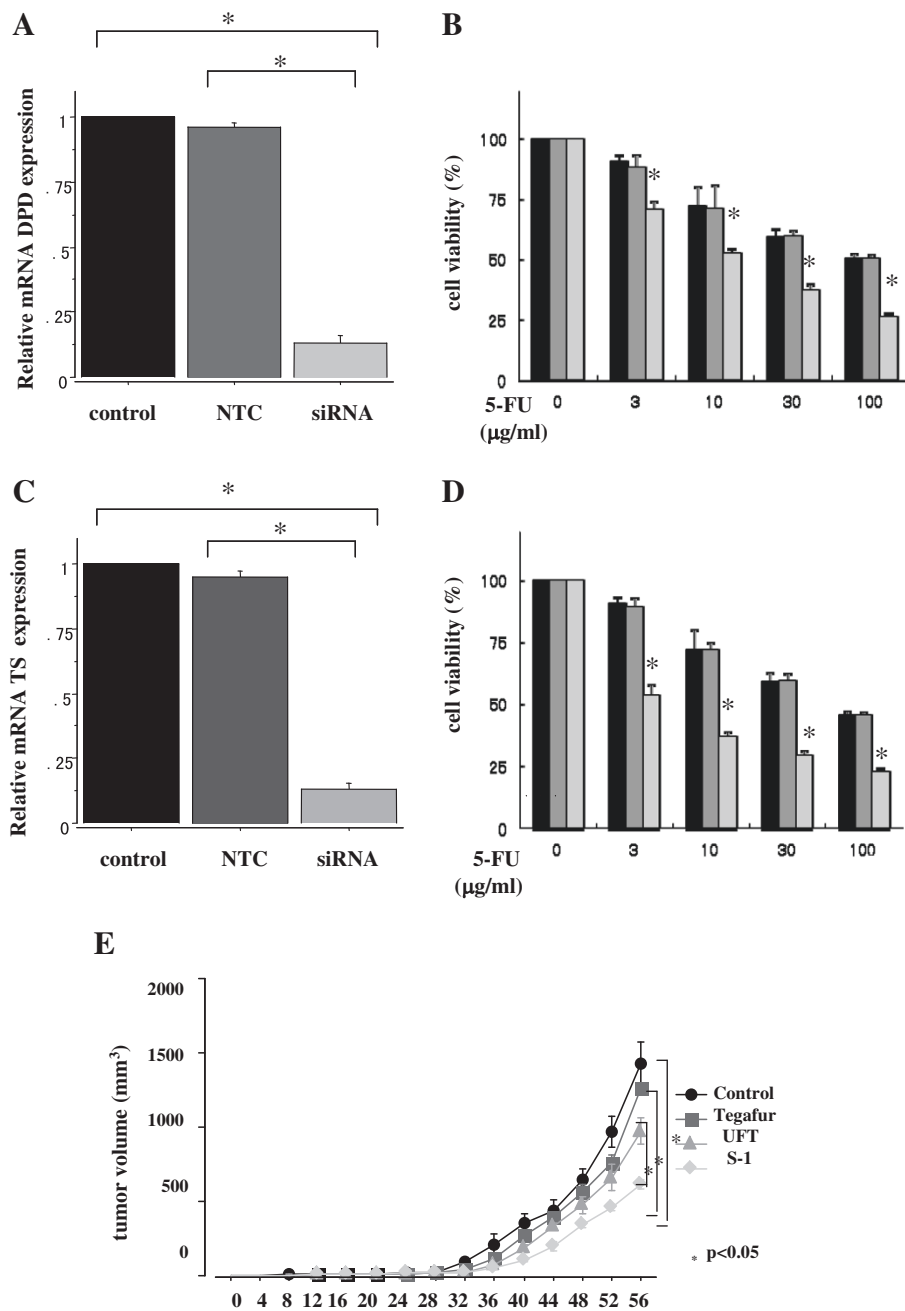 A
*
*
Relative mRNA DPD expression
1
.75
.5
.25
0
control NTC siRNA
B
cell viability (%)
100
75
50
25
0
* * * *
5-FU 0 3 10 30 100
(μg/ml)
C
*
*
Relative mRNA TS expression
1
.75
.5
.25
0
control NTC siRNA
D
cell viability (%)
100
75
50
25
0
* * * *
5-FU 0 3 10 30 100
(μg/ml)
E
tumor volume (mm³)
2000
1500
1000
500
0
0 4 8 12 16 20 24 28 32 36 40 44 48 52 56
Control
Tegafur
UFT
S-1
* * *
* p<0.05